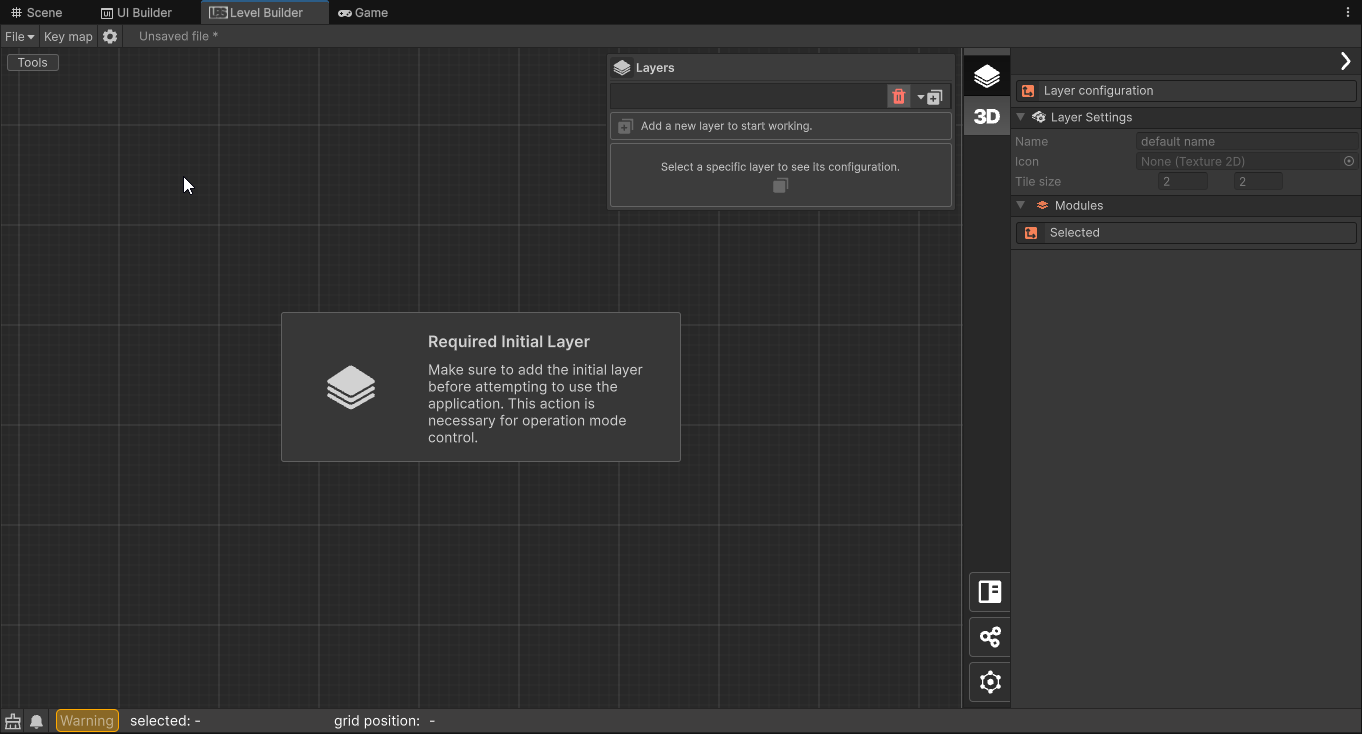 Scene UI Builder Level Builder Game
File Key map Unsaved file *
Tools
Layers
Add a new layer to start working.
Select a specific layer to see its configuration.
Required Initial Layer
Make sure to add the initial layer
before attempting to use the
application. This action is
necessary for operation mode
control.
3D
Layer configuration
Layer Settings
Name default name
Icon None (Texture 2D)
Tile size 2 2
Modules
Selected
Warning selected: - grid position: -